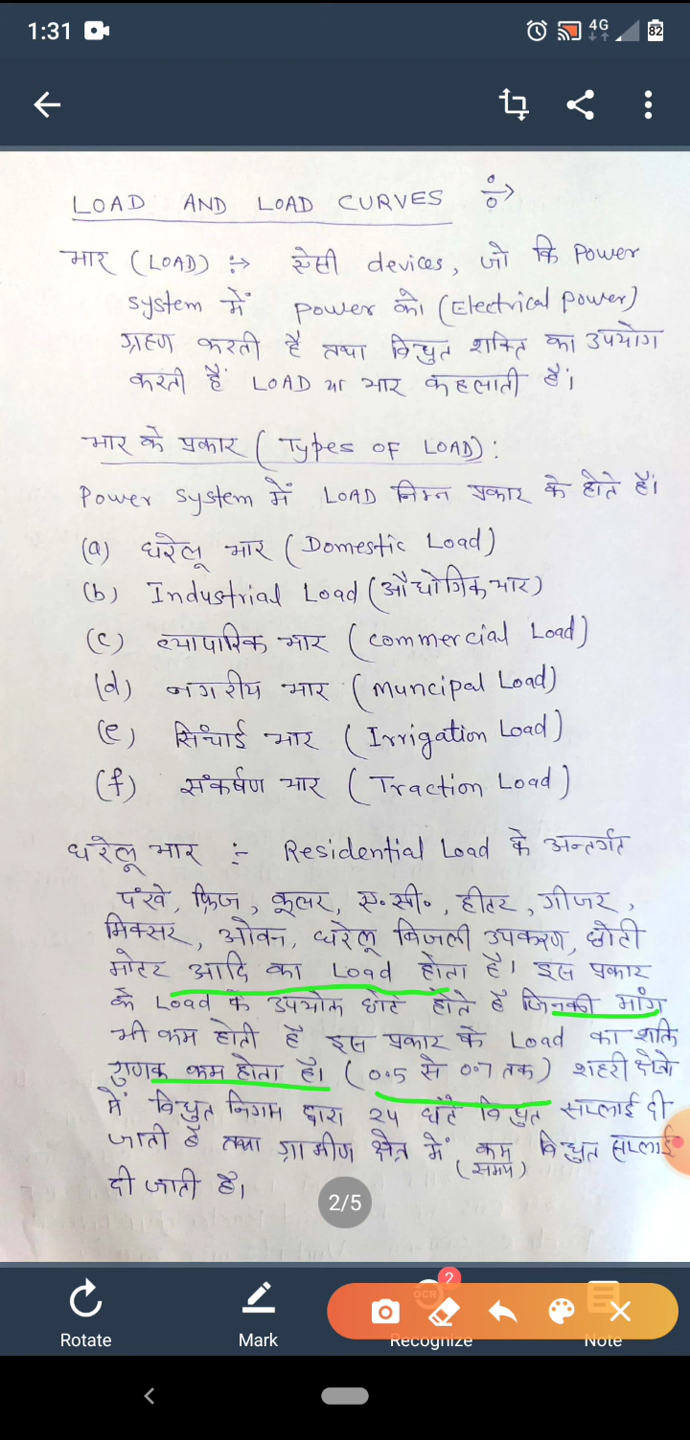 1:31
4G
82
LOAD AND LOAD CURVES
भार (LOAD) :→ ऐसी devices, जो कि Power
system में power को (Electrical power)
ग्रहण करती है तथा विधुत शक्ति का उपयोग
करती हैं LOAD या भार कहलाती हैं।
भार के प्रकार (Types OF LOAD):
Power system में LOAD निम्न प्रकार के होते हैं।
(a) घरेलू भार (Domestic Load)
(b) Industrial Load (औधोगिक भार)
(c) व्यापारिक भार (Commercial Load)
(d) नगरीय भार (Muncipal Load)
(e) सिंचाई भार (Irrigation Load)
(f) संकर्षण भार (Traction Load)
घरेलू भार :- Residential Load के अन्तर्गत
पंखे, फ्रिज, कूलर, ए.सी., हीटर, गीजर,
मिक्सर, ओवन, घरेलू बिजली उपकरण, छोटी
मोटर आदि का Load होता है। इस प्रकार
के Load के छोटे होते है जिनकी मांग
भी कम होती है इस प्रकार के Load का शक्ति
गुणक कम होता है। (0.5 से 0.7 तक) शहरी क्षेत्रो
में विधुत निगम द्वारा 24 घंटे विधुत सप्लाई दी
जाती है तथा ग्रामीण क्षेत्र में कम विधुत सप्लाई
(समय)
दी जाती है।
2/5
2
OCR
Rotate
Mark
Recognize
Note